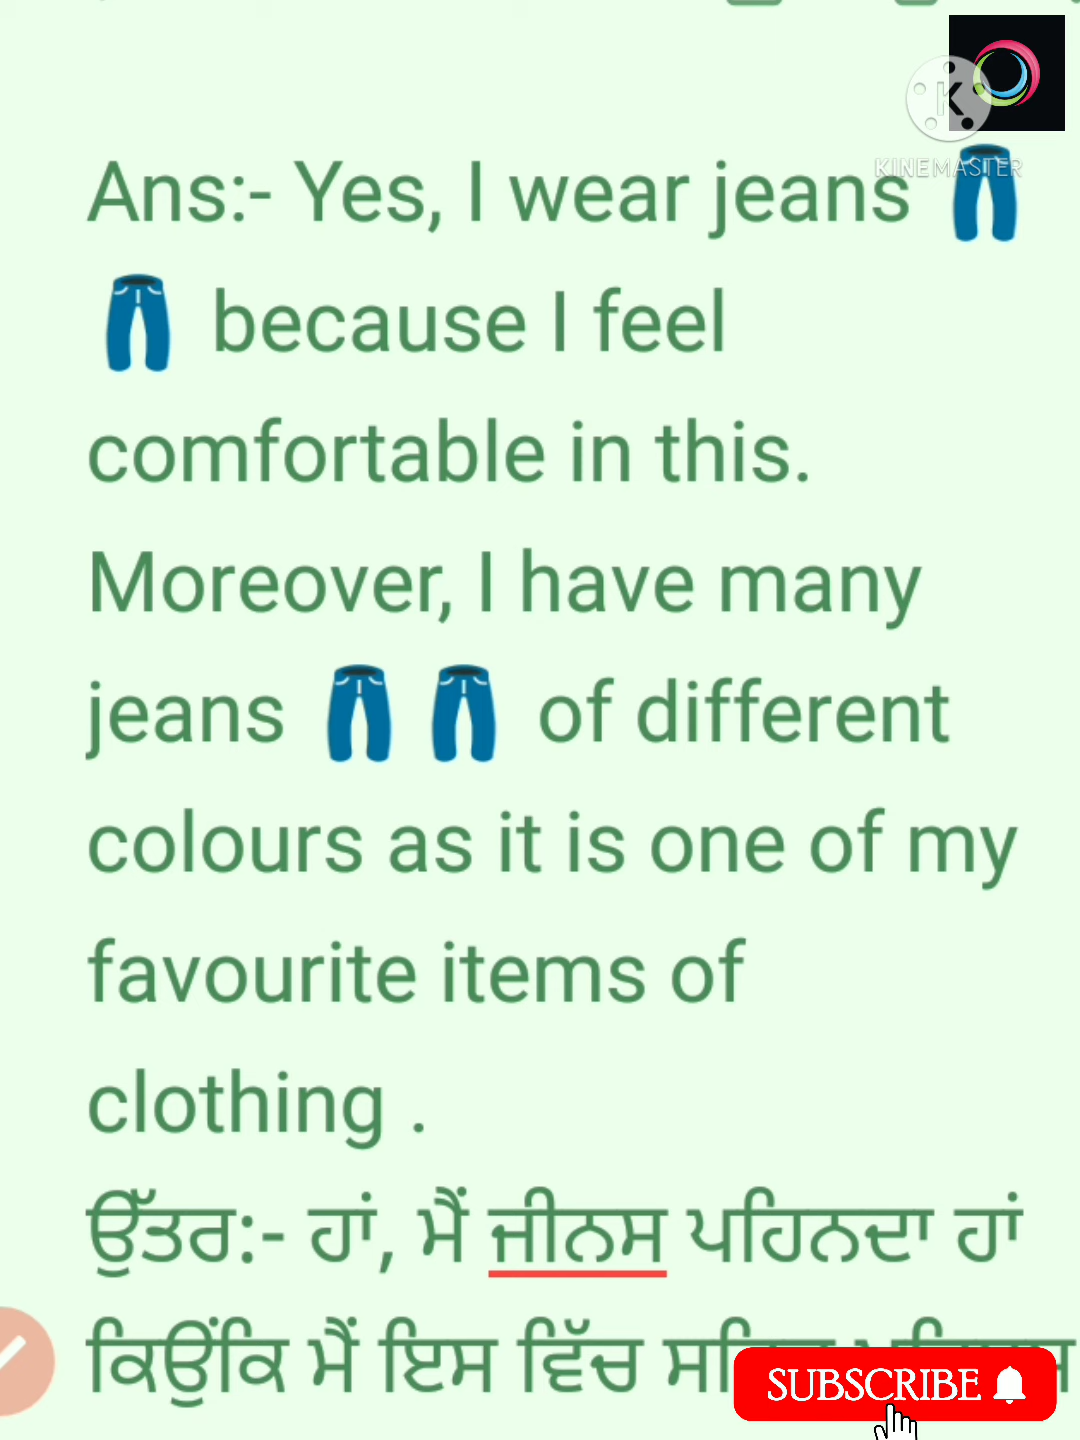 KINEMASTER
Ans:- Yes, I wear jeans 👖
👖 because I feel
comfortable in this.
Moreover, I have many
jeans 👖 👖 of different
colours as it is one of my
favourite items of
clothing .
ਉੱਤਰ:- ਹਾਂ, ਮੈਂ ਜੀਨਸ ਪਹਿਨਦਾ ਹਾਂ
ਕਿਉਂਕਿ ਮੈਂ ਇਸ ਵਿੱਚ
SUBSCRIBE